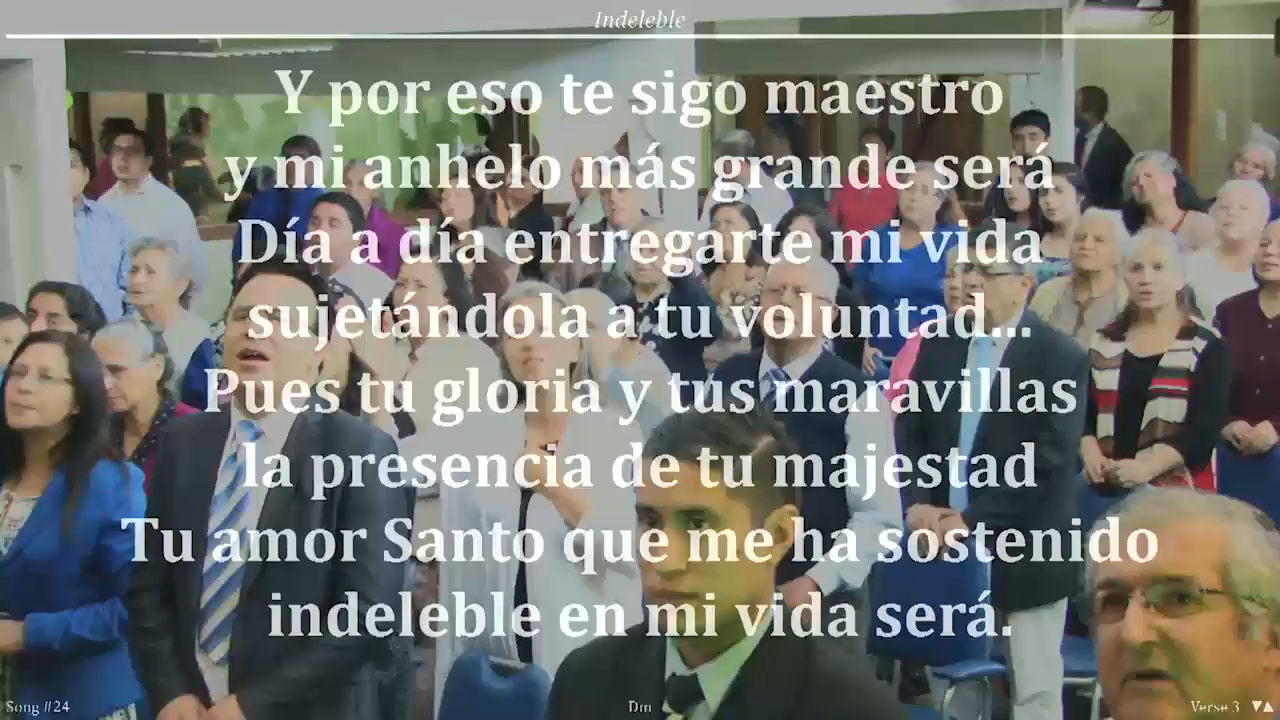 Indeleble
Y por eso te sigo maestro
y mi anhelo más grande será
Día a día entregarte mi vida
sujetándola a tu voluntad...
Pues tu gloria y tus maravillas
la presencia de tu majestad
Tu amor Santo que me ha sostenido
indeleble en mi vida será.
Song #24
Dm
Verse 3 ▼▲